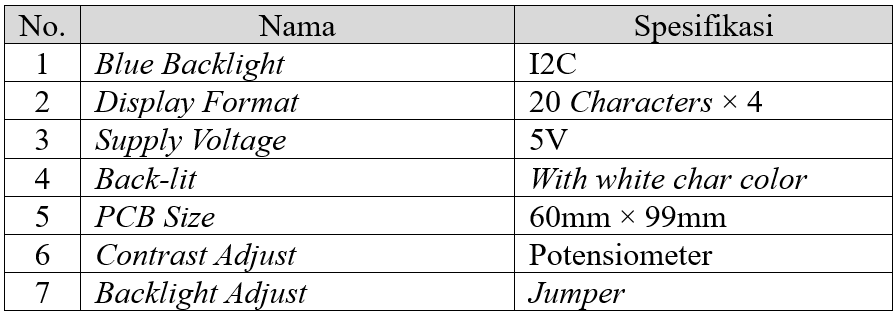 No. Nama Spesifikasi
1 Blue Backlight I2C
2 Display Format 20 Characters × 4
3 Supply Voltage 5V
4 Back-lit With white char color
5 PCB Size 60mm × 99mm
6 Contrast Adjust Potensiometer
7 Backlight Adjust Jumper